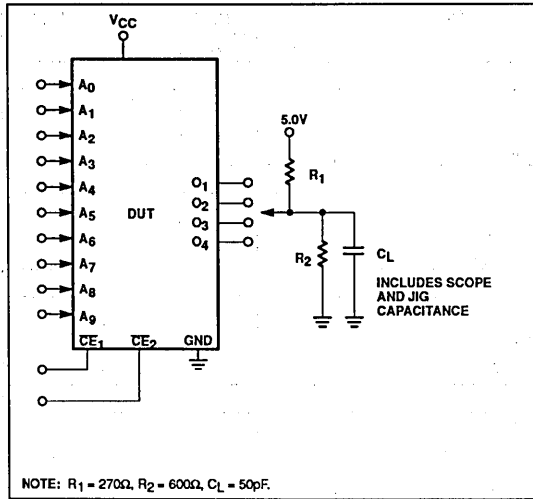 VCC
A0
A1
A2
A3
A4
A5
A6
A7
A8
A9
DUT
O1
O2
O3
O4
CE1
CE2
GND
5.0V
R1
R2
CL
INCLUDES SCOPE
AND JIG
CAPACITANCE
NOTE: R1 = 270Ω, R2 = 600Ω, CL = 50pF.